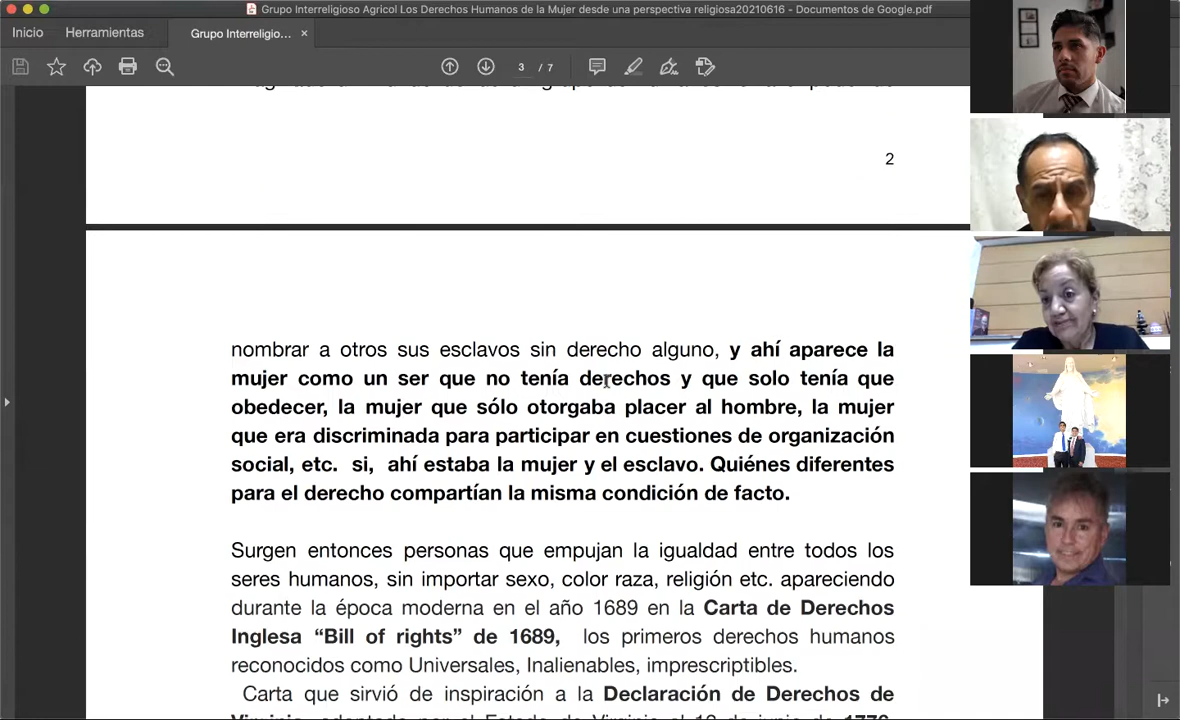 Grupo Interreligioso Agricol Los Derechos Humanos de la Mujer desde una perspectiva religiosa20210616 - Documentos de Google.pdf
Inicio
Herramientas
Grupo Interreligio... ×
3 / 7
2
nombrar a otros sus esclavos sin derecho alguno, y ahí aparece la
mujer como un ser que no tenía derechos y que solo tenía que
obedecer, la mujer que sólo otorgaba placer al hombre, la mujer
que era discriminada para participar en cuestiones de organización
social, etc. si, ahí estaba la mujer y el esclavo. Quiénes diferentes
para el derecho compartían la misma condición de facto.
Surgen entonces personas que empujan la igualdad entre todos los
seres humanos, sin importar sexo, color raza, religión etc. apareciendo
durante la época moderna en el año 1689 en la Carta de Derechos
Inglesa “Bill of rights” de 1689, los primeros derechos humanos
reconocidos como Universales, Inalienables, imprescriptibles.
Carta que sirvió de inspiración a la Declaración de Derechos de